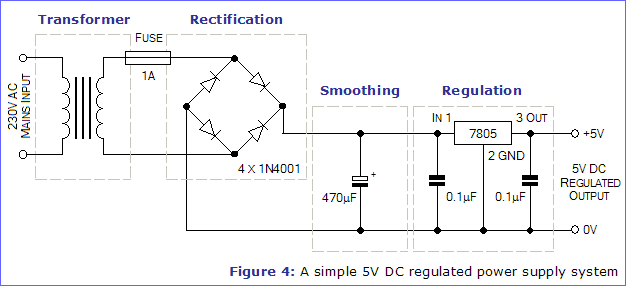 Transformer
Rectification
FUSE
1A
230V AC
MAINS INPUT
4 X 1N4001
Smoothing
Regulation
IN 1
7805
3 OUT
2 GND
+5V
+
470µF
0.1µF
0.1µF
5V DC
REGULATED
OUTPUT
0V
Figure 4: A simple 5V DC regulated power supply system